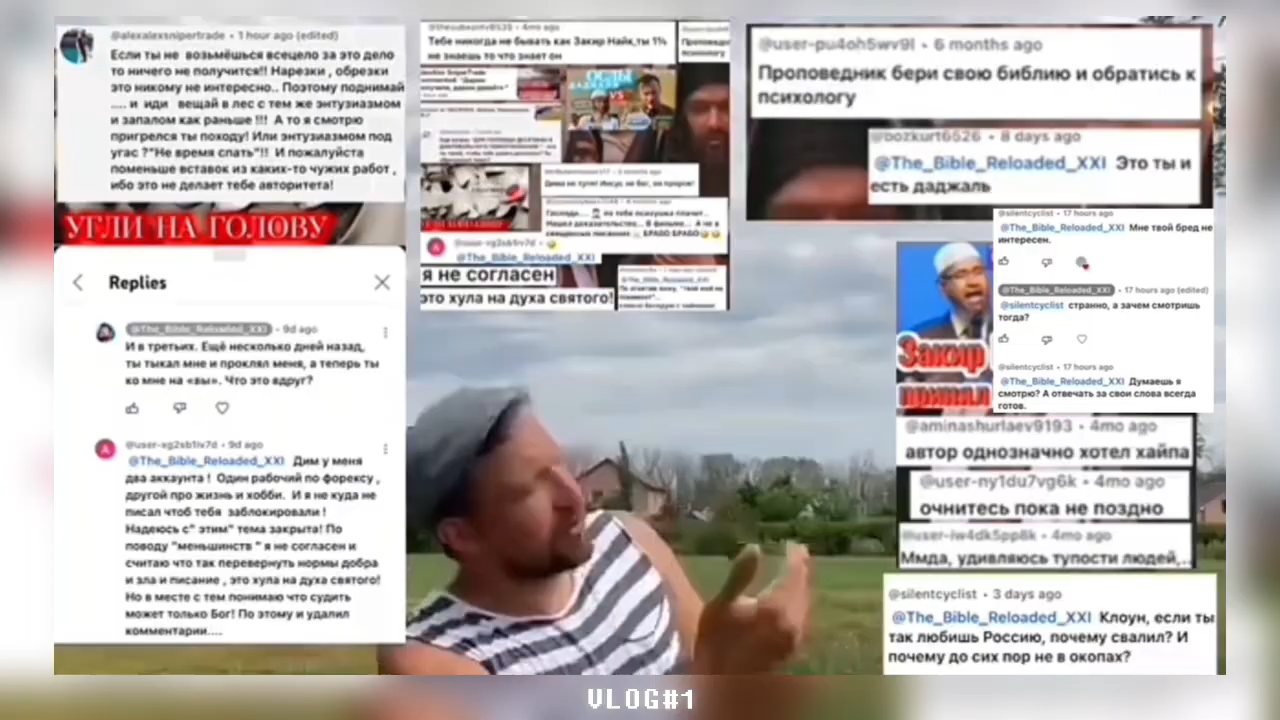 @alexalexsnipertrade • 1 hour ago (edited)
Если ты не возьмёшься всецело за это дело
то ничего не получится!! Нарезки , обрезки
это никому не интересно.. Поэтому поднимай
.... и иди вещай в лес с тем же энтузиазмом
и запалом как раньше !!! А то я смотрю
пригрелся ты походу! Или энтузиазм под
угас ?"Не время спать"!! И пожалуйста
поменьше вставок из каких-то чужих работ ,
ибо это не делает тебе авторитета!
УГЛИ НА ГОЛОВУ
Replies
@The_Bible_Reloaded_XXI • 9d ago
И в третьих. Ещё несколько дней назад,
ты тыкал мне и проклял меня, а теперь ты
ко мне на «вы». Что это вдруг?
@user-xg2sb1iv7d • 9d ago
@The_Bible_Reloaded_XXI Дим у меня
два аккаунта ! Один рабочий по форексу ,
другой про жизнь и хобби. И я не куда не
писал чтоб тебя заблокировали !
Надеюсь с" этим" тема закрыта! По
поводу "меньшинств " я не согласен и
считаю что так перевернуть нормы добра
и зла и писание , это хула на духа святого!
Но в месте с тем понимаю что судить
может только Бог! По этому и удалил
комментарии....
Тебе никогда не бывать как Закир Найк,ты 1%
не знаешь то что знает он
@The_Bible_Reloaded_XXI
я не согласен
это хула на духа святого!
@user-pu4oh5wv9l • 6 months ago
Проповедник бери свою библию и обратись к
психологу
@bozkurt6526 • 8 days ago
@The_Bible_Reloaded_XXI Это ты и
есть даджаль
@silentcyclist • 17 hours ago
@The_Bible_Reloaded_XXI Мне твой бред не
интересен.
@The_Bible_Reloaded_XXI • 17 hours ago (edited)
@silentcyclist странно, а зачем смотришь
тогда?
@silentcyclist • 17 hours ago
@The_Bible_Reloaded_XXI Думаешь я
смотрю? А отвечать за свои слова всегда
готов.
Закир
принял
@aminashurlaev9193 • 4mo ago
автор однозначно хотел хайпа
@user-ny1du7vg6k • 4mo ago
очнитесь пока не поздно
@user-iw4dk5pp8k • 4mo ago
Ммда, удивляюсь тупости людей,..
@silentcyclist • 3 days ago
@The_Bible_Reloaded_XXI Клоун, если ты
так любишь Россию, почему свалил? И
почему до сих пор не в окопах?
VLOG#1